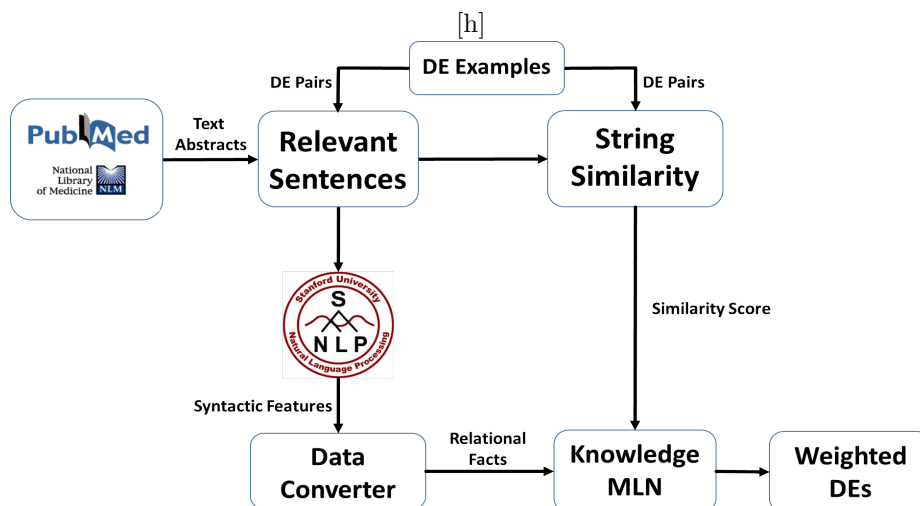 [h]
DE Examples
DE Pairs
DE Pairs
PubMed
National
Library
of Medicine
NLM
Text
Abstracts
Relevant
Sentences
String
Similarity
Stanford University
S
N L P
Natural Language Processing
Similarity Score
Syntactic Features
Data
Converter
Relational
Facts
Knowledge
MLN
Weighted
DEs